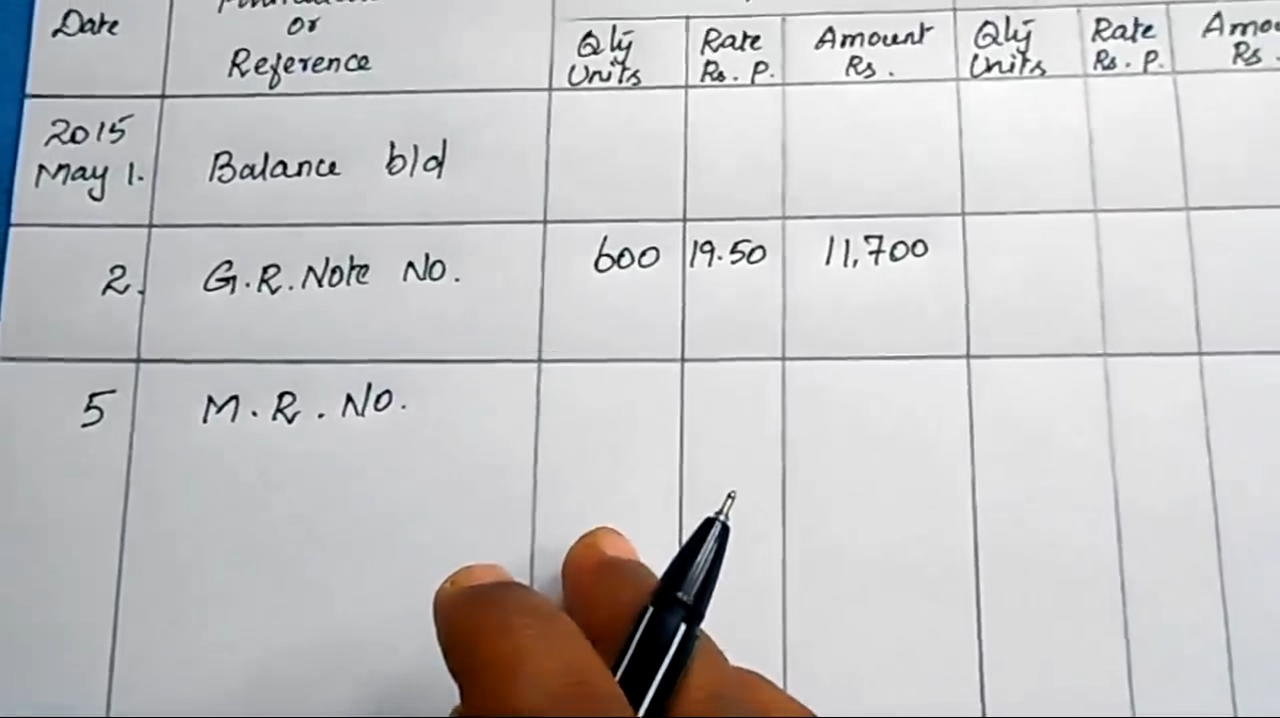 Date
or
Reference
Qty Units
Rate Rs. P.
Amount Rs.
Qty Units
Rate Rs. P.
Rs.
2015
May 1. Balance b/d
2. G.R. Note No. 600 19.50 11,700
5 M.R. No.